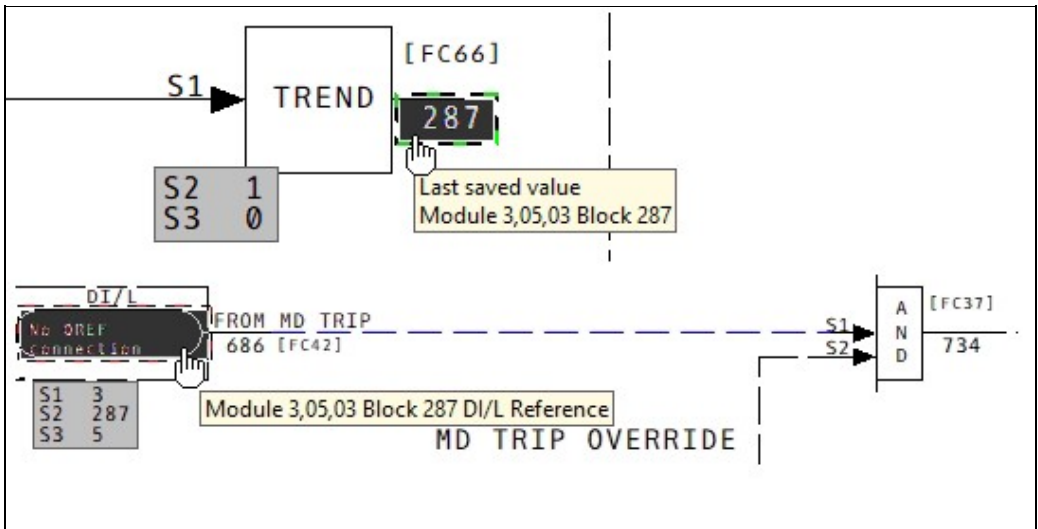 [FC66]
S1
TREND
287
S2 1
S3 0
Last saved value
Module 3,05,03 Block 287
DI/L
No OREF
connection
FROM MD TRIP
686 [FC42]
S1 3
S2 287
S3 5
Module 3,05,03 Block 287 DI/L Reference
MD TRIP OVERRIDE
S1
S2
A
N
D
[FC37]
734